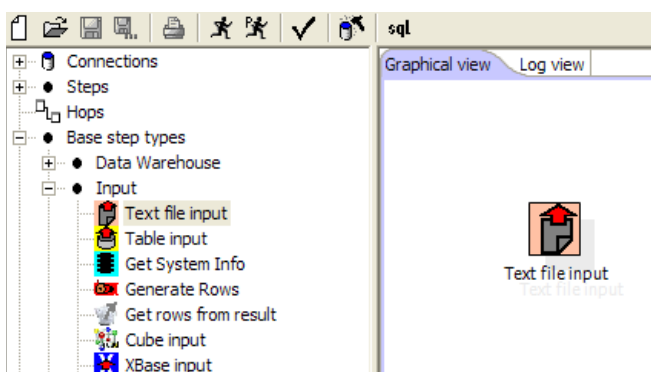 sql
Connections
Steps
Hops
Base step types
Data Warehouse
Input
Text file input
Table input
Get System Info
Generate Rows
Get rows from result
Cube input
XBase input
Graphical view
Log view
Text file input
Text file input